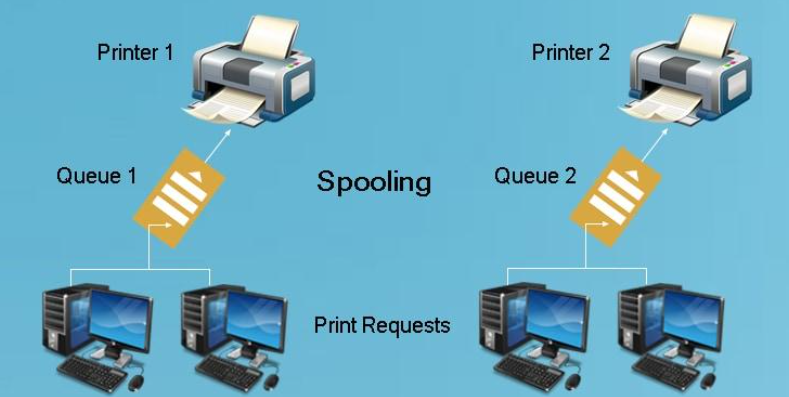 Printer 1
Printer 2
Queue 1
Spooling
Queue 2
Print Requests